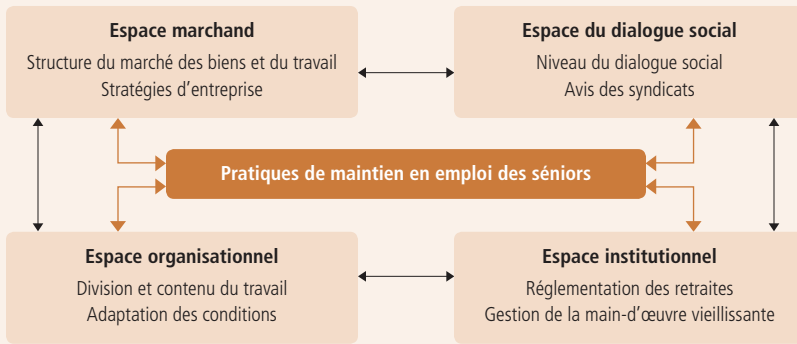 Espace marchand
Structure du marché des biens et du travail
Stratégies d'entreprise
Espace du dialogue social
Niveau du dialogue social
Avis des syndicats
Pratiques de maintien en emploi des séniors
Espace organisationnel
Division et contenu du travail
Adaptation des conditions
Espace institutionnel
Réglementation des retraites
Gestion de la main-d'œuvre vieillissante